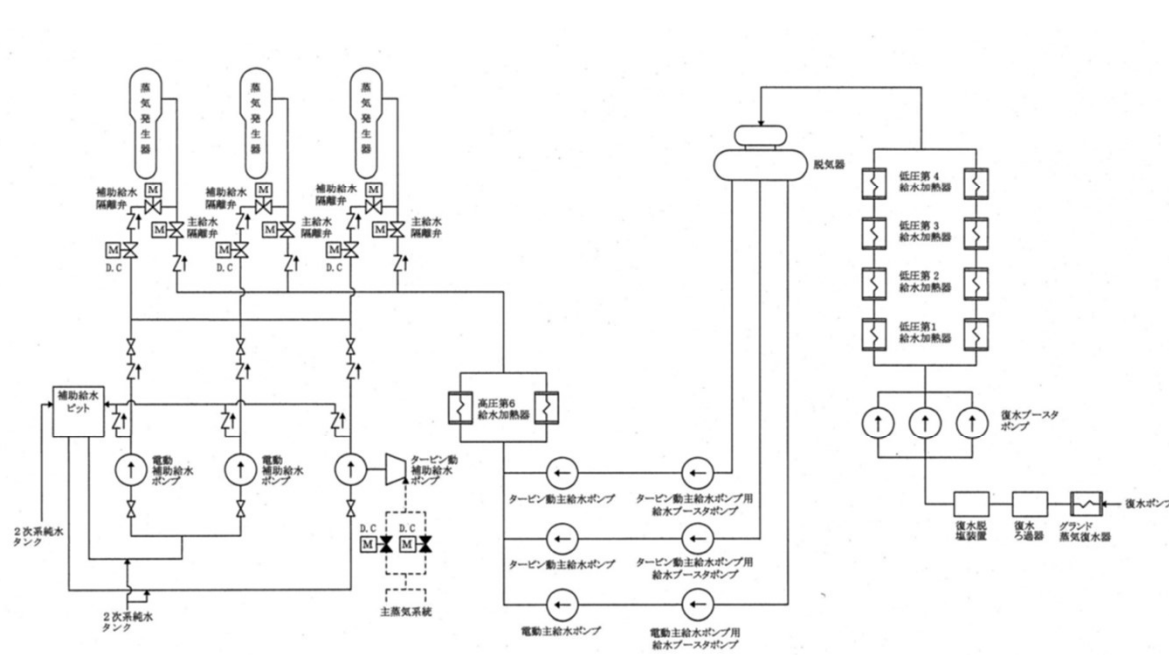 蒸気発生器
蒸気発生器
蒸気発生器
補助給水
隔離弁
M
補助給水
隔離弁
M
補助給水
隔離弁
M
M
主給水
隔離弁
M
主給水
隔離弁
M
主給水
隔離弁
M
D.C
M
D.C
M
D.C
脱気器
低圧第4
給水加熱器
低圧第3
給水加熱器
低圧第2
給水加熱器
低圧第1
給水加熱器
補助給水
ピット
高圧第6
給水加熱器
復水ブースタ
ポンプ
電動
補助給水
ポンプ
電動
補助給水
ポンプ
タービン動
補助給水
ポンプ
タービン動主給水ポンプ
タービン動主給水ポンプ用
給水ブースタポンプ
2次系純水
タンク
D.C
D.C
M
M
タービン動主給水ポンプ
タービン動主給水ポンプ用
給水ブースタポンプ
復水脱
塩装置
復水
ろ過器
グランド
蒸気復水器
復水ポンプ
2次系純水
タンク
主蒸気系統
電動主給水ポンプ
電動主給水ポンプ用
給水ブースタポンプ